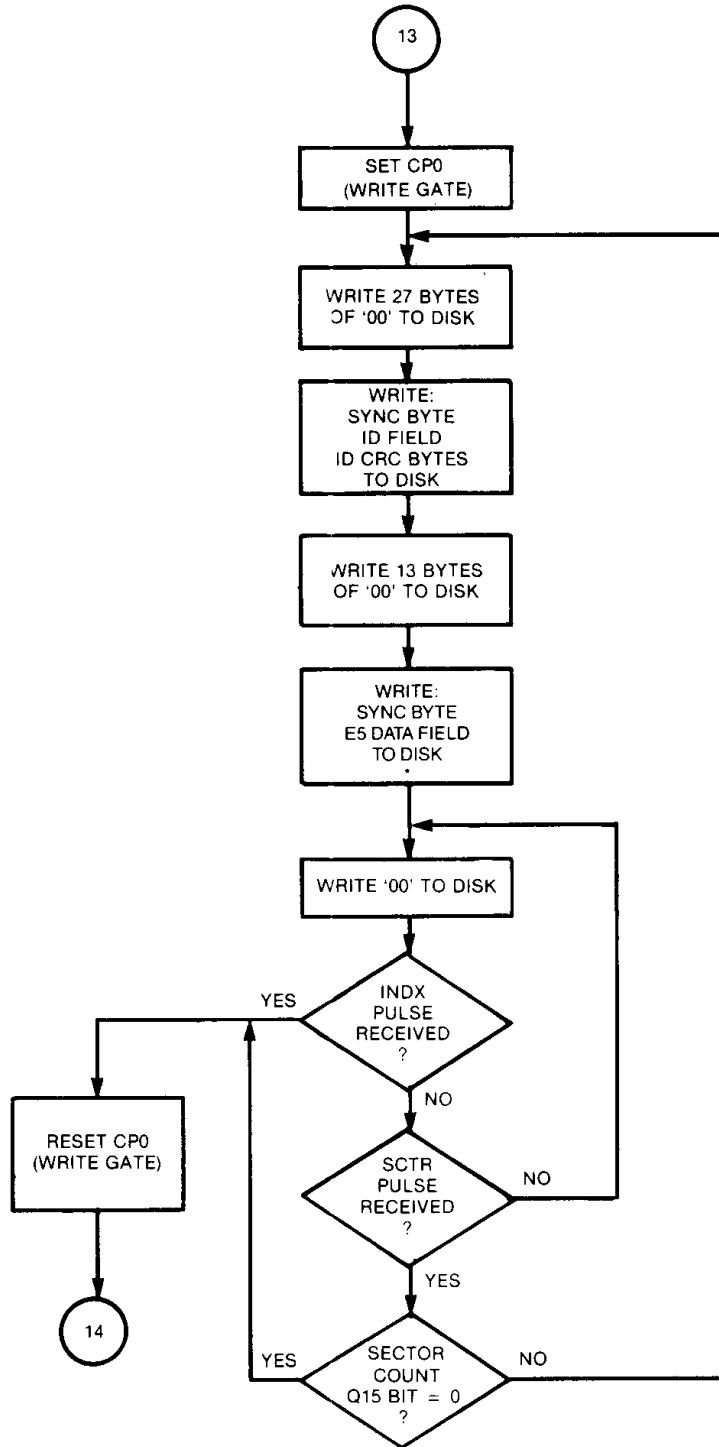 13
SET CP0
(WRITE GATE)
WRITE 27 BYTES
OF '00' TO DISK
WRITE:
SYNC BYTE
ID FIELD
ID CRC BYTES
TO DISK
WRITE 13 BYTES
OF '00' TO DISK
WRITE:
SYNC BYTE
E5 DATA FIELD
TO DISK
WRITE '00' TO DISK
INDX
PULSE
RECEIVED
?
YES
NO
RESET CP0
(WRITE GATE)
SCTR
PULSE
RECEIVED
?
NO
YES
14
SECTOR
COUNT
Q15 BIT = 0
?
YES
NO